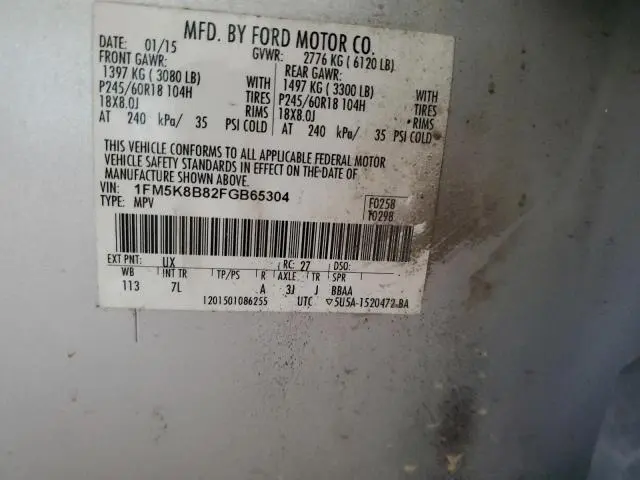 MFD. BY FORD MOTOR CO.
DATE: 01/15 GVWR: 2776 KG ( 6120 LB)
FRONT GAWR: REAR GAWR:
1397 KG ( 3080 LB) WITH 1497 KG ( 3300 LB) WITH
P245/60R18 104H TIRES P245/60R18 104H TIRES
18X8.0J RIMS 18X8.0J RIMS
AT 240 kPa/ 35 PSI COLD AT 240 kPa/ 35 PSI COLD
THIS VEHICLE CONFORMS TO ALL APPLICABLE FEDERAL MOTOR
VEHICLE SAFETY STANDARDS IN EFFECT ON THE-DATE OF
MANUFACTURE SHOWN ABOVE.
VIN: 1FM5K8B82FGB65304
TYPE: MPV
F0258
T0298
EXT PNT: UX RC: 27 DSO:
WB INT TR TP/PS R AXLE TR SPR
113 7L A 3J J BBAA
I201501086255 UTC ▽5U5A-1520472-BA